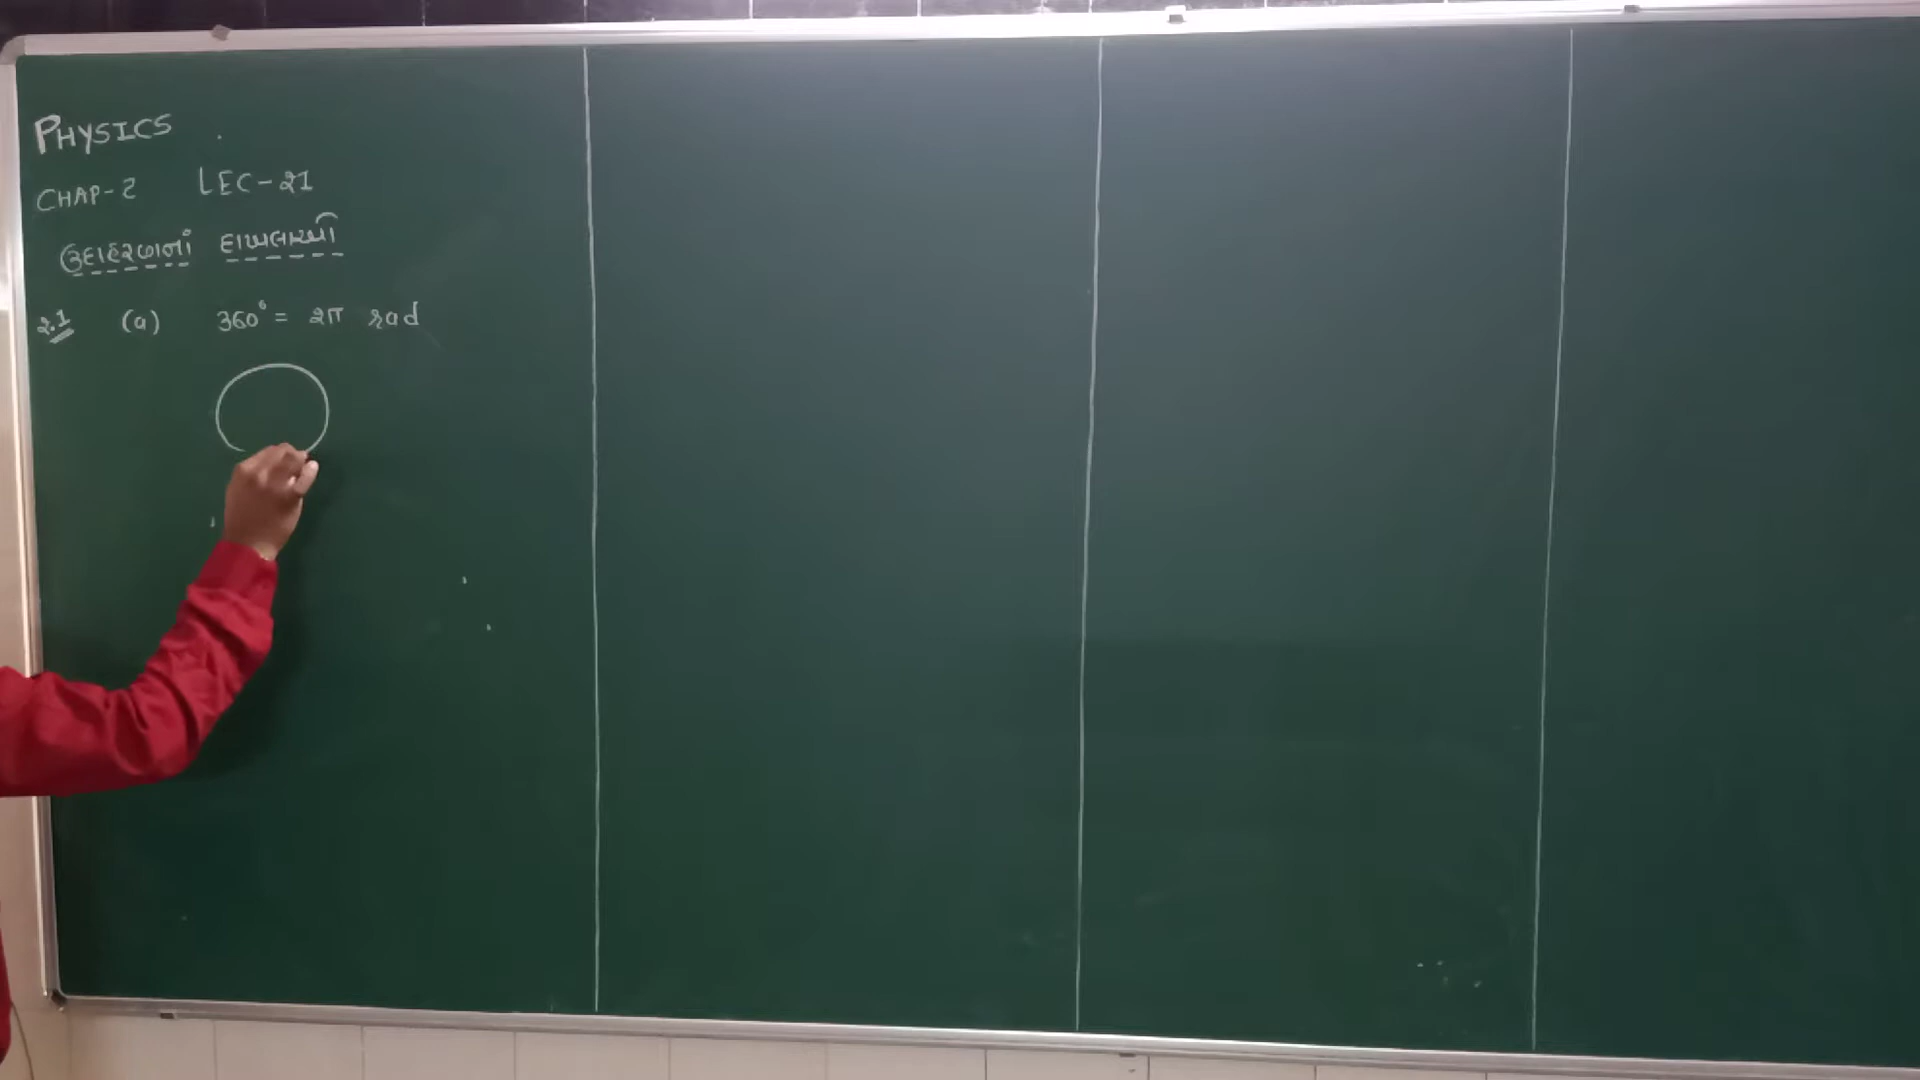 PHYSICS
CHAP-2 LEC-21
ઉદાહરણનાં દાખલાઓ
2.1 (a) 360° = 2π rad